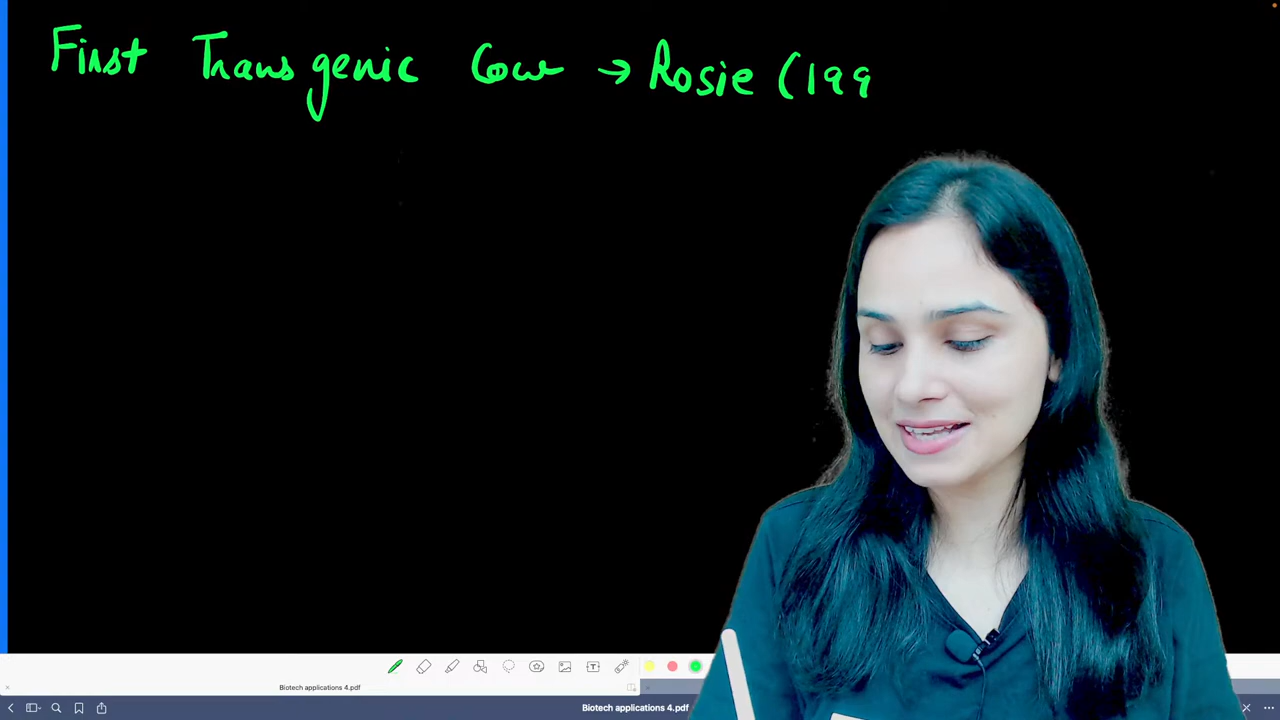 First Transgenic Cow → Rosie (199
Biotech applications 4.pdf
Biotech applications 4.pdf